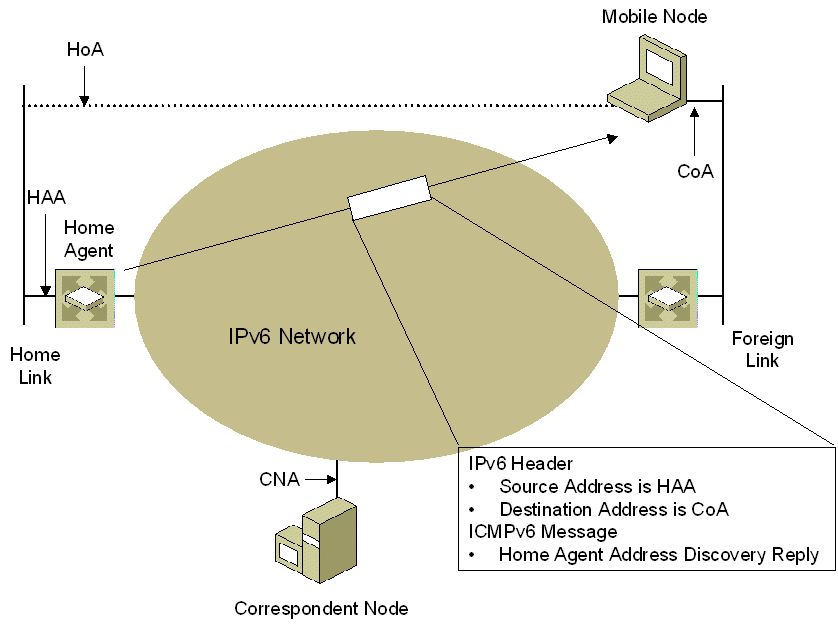 Mobile Node
HoA
CoA
HAA
Home
Agent
IPv6 Network
Home
Link
Foreign
Link
CNA
IPv6 Header
• Source Address is HAA
• Destination Address is CoA
ICMPv6 Message
• Home Agent Address Discovery Reply
Correspondent Node